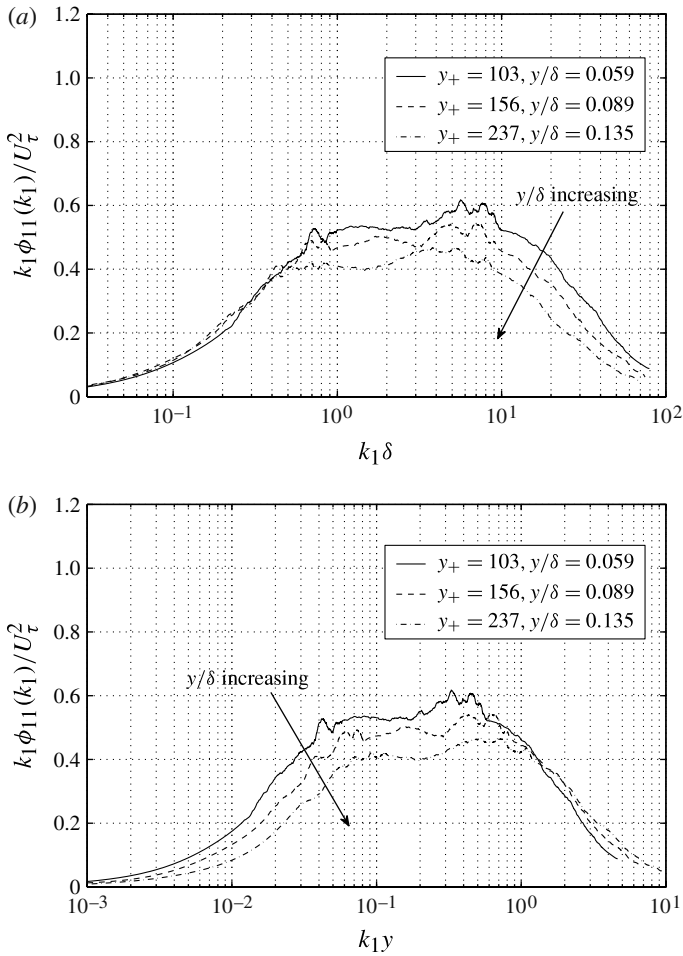 (a)
1.2
1.0
0.8
0.6
0.4
0.2
0
k₁ϕ₁₁(k₁)/U²τ
y₊ = 103, y/δ = 0.059
y₊ = 156, y/δ = 0.089
y₊ = 237, y/δ = 0.135
y/δ increasing
10⁻¹ 10⁰ 10¹ 10²
k₁δ
(b)
1.2
1.0
0.8
0.6
0.4
0.2
0
k₁ϕ₁₁(k₁)/U²τ
y₊ = 103, y/δ = 0.059
y₊ = 156, y/δ = 0.089
y₊ = 237, y/δ = 0.135
y/δ increasing
10⁻³ 10⁻² 10⁻¹ 10⁰ 10¹
k₁y